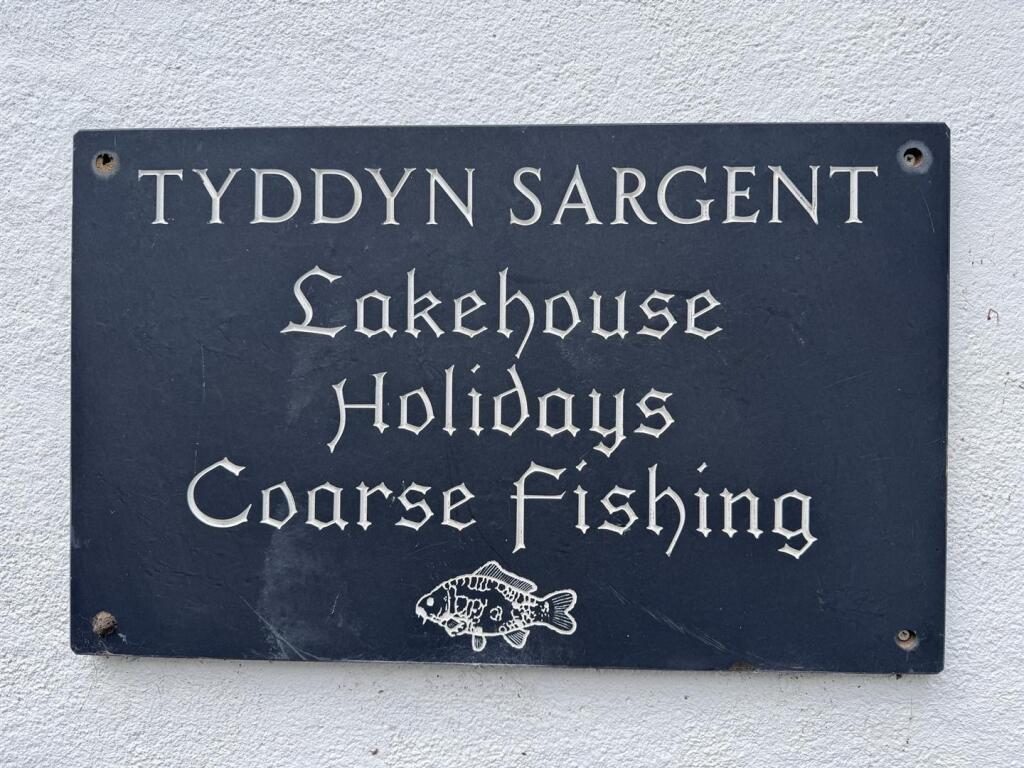 TYDDYN SARGENT
Lakehouse
Holidays
Coarse Fishing